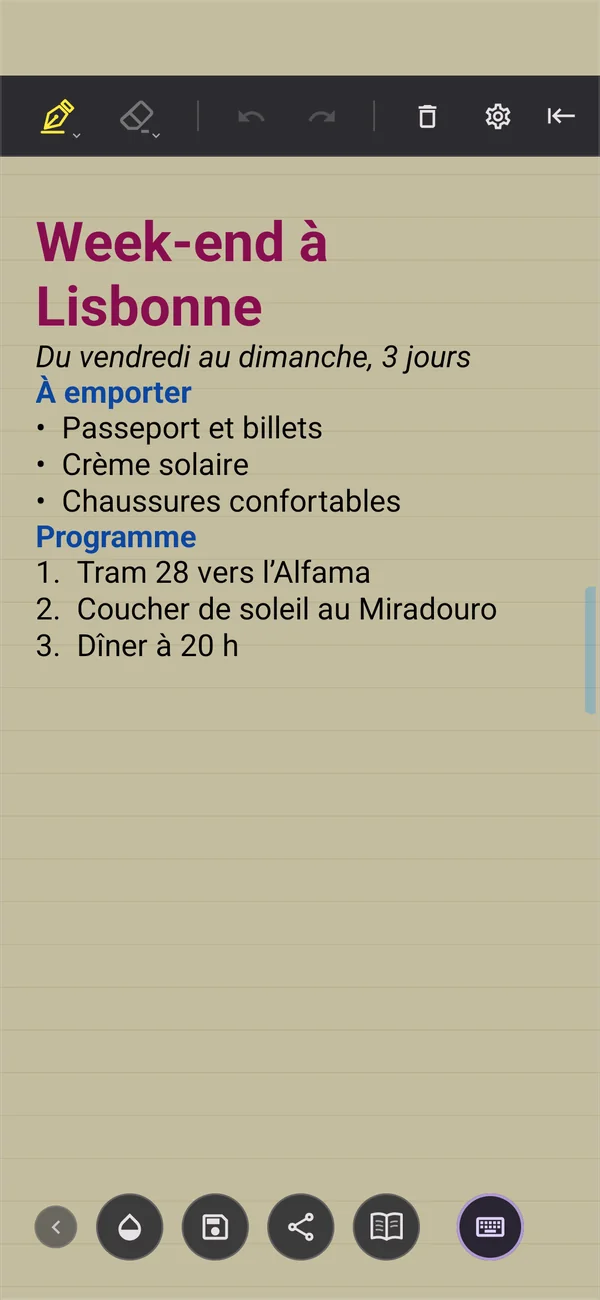 Week-end à
Lisbonne
Du vendredi au dimanche, 3 jours
À emporter
• Passeport et billets
• Crème solaire
• Chaussures confortables
Programme
1. Tram 28 vers l’Alfama
2. Coucher de soleil au Miradouro
3. Dîner à 20 h